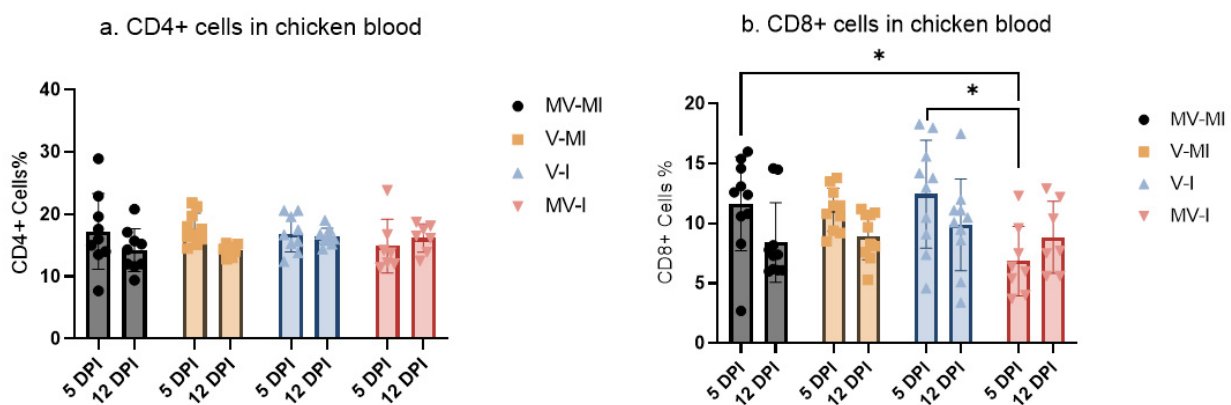 a. CD4+ cells in chicken blood
CD4+ Cells%
40
30
20
10
0
5 DPI
12 DPI
5 DPI
12 DPI
5 DPI
12 DPI
5 DPI
12 DPI
MV-MI
V-MI
V-I
MV-I
b. CD8+ cells in chicken blood
*
*
CD8+ Cells %
20
15
10
5
0
5 DPI
12 DPI
5 DPI
12 DPI
5 DPI
12 DPI
5 DPI
12 DPI
MV-MI
V-MI
V-I
MV-I